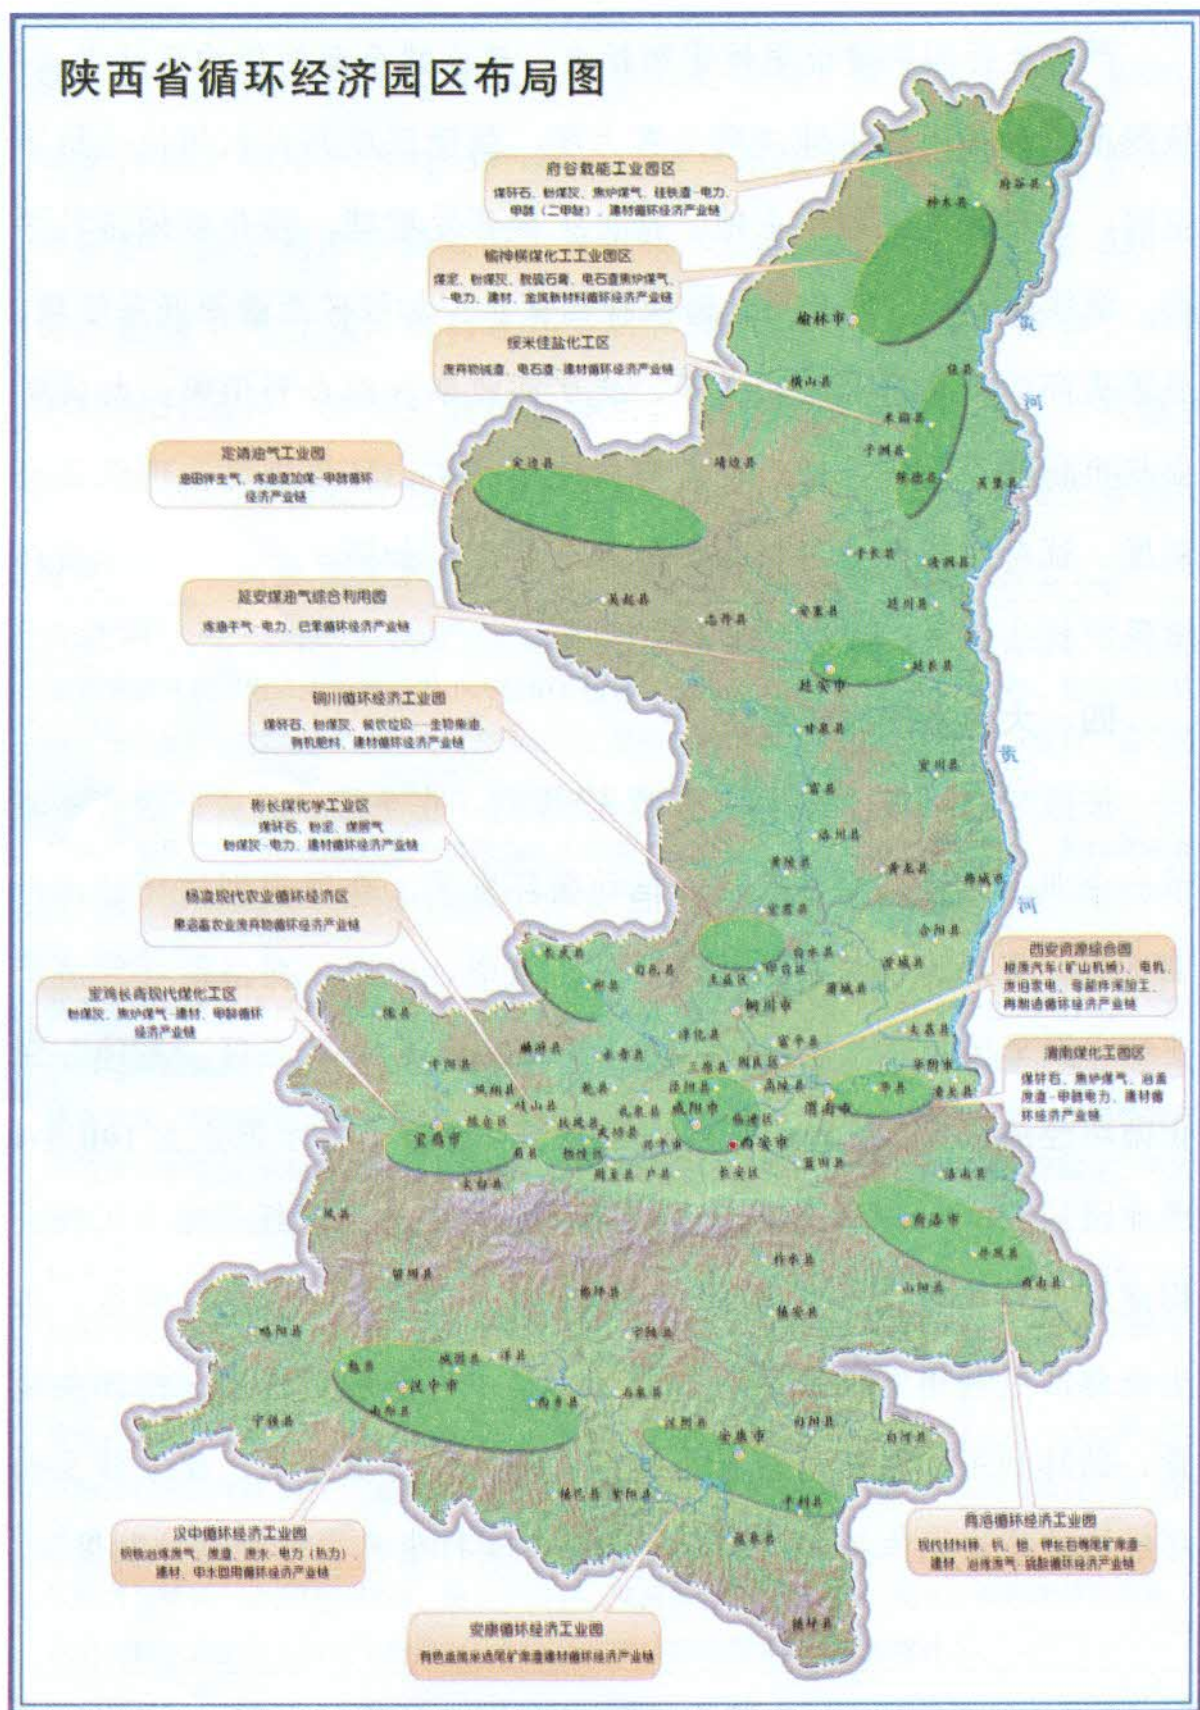 陕西省循环经济园区布局图
府谷载能工业园区
煤矸石、粉煤灰、焦炉煤气、硅铁渣-电力、
甲醇（二甲醚）、建材循环经济产业链
府谷县
神木县
榆神横煤化工工业园区
煤泥、粉煤灰、脱硫石膏、电石渣焦炉煤气、
-电力、建材、金属新材料循环经济产业链
榆林市
黄
绥米佳盐化工区
废弃物碱渣、电石渣-建材循环经济产业链
佳县
横山县
河
米脂县
子洲县
定靖油气工业园
油田伴生气、炼油渣加煤-甲醇循环
经济产业链
定边县
靖边县
绥德县
吴堡县
子长县
清涧县
延安煤油气综合利用园
炼油干气-电力、巴苯循环经济产业链
吴起县
志丹县
安塞县
延川县
延长县
延安市
铜川循环经济工业园
煤矸石、粉煤灰、餐饮垃圾—生物柴油、
有机肥料、建材循环经济产业链
甘泉县
黄
宜川县
富县
彬长煤化学工业区
煤矸石、粉泥、煤层气
粉煤灰-电力、建材循环经济产业链
洛川县
黄陵县
黄龙县
韩城市
杨凌现代农业循环经济区
果沼畜农业废弃物循环经济产业链
宜君县
河
合阳县
长武县
旬邑县
白水县
澄城县
西安资源综合园
报废汽车(矿山机械)、电机、
废旧家电、零部件深加工、
再制造循环经济产业链
王益区
印台区
彬县
蒲城县
宝鸡长青现代煤化工区
粉煤灰、焦炉煤气-建材、甲醇循环
经济产业链
陇县
铜川市
大荔县
淳化县
富平县
麟游县
永寿县
渭南煤化工园区
煤矸石、焦炉煤气、冶金
废渣-甲醇电力、建材循
环经济产业链
千阳县
三原县
阎良区
华阴市
凤翔县
乾县
泾阳县
高陵县
华县
潼关县
岐山县
武功县
咸阳市
临潼区
渭南市
陈仓区
扶风县
宝鸡市
眉县
杨陵区
兴平市
西安市
周至县
户县
长安区
蓝田县
太白县
洛南县
凤县
商洛市
丹凤县
柞水县
山阳县
商南县
留坝县
佛坪县
镇安县
略阳县
宁陕县
勉县
城固县
洋县
汉中市
南郑县
西乡县
石泉县
宁强县
汉阴县
安康市
旬阳县
白河县
镇巴县
紫阳县
平利县
汉中循环经济工业园
钢铁冶炼废气、废渣、废水-电力（热力）、
建材、中水回用循环经济产业链
商洛循环经济工业园
现代材料锌、钒、钼、钾长石等尾矿库渣-
建材、冶炼废气-硫酸循环经济产业链
岚皋县
安康循环经济工业园
有色金属采选尾矿库渣建材循环经济产业链
镇坪县